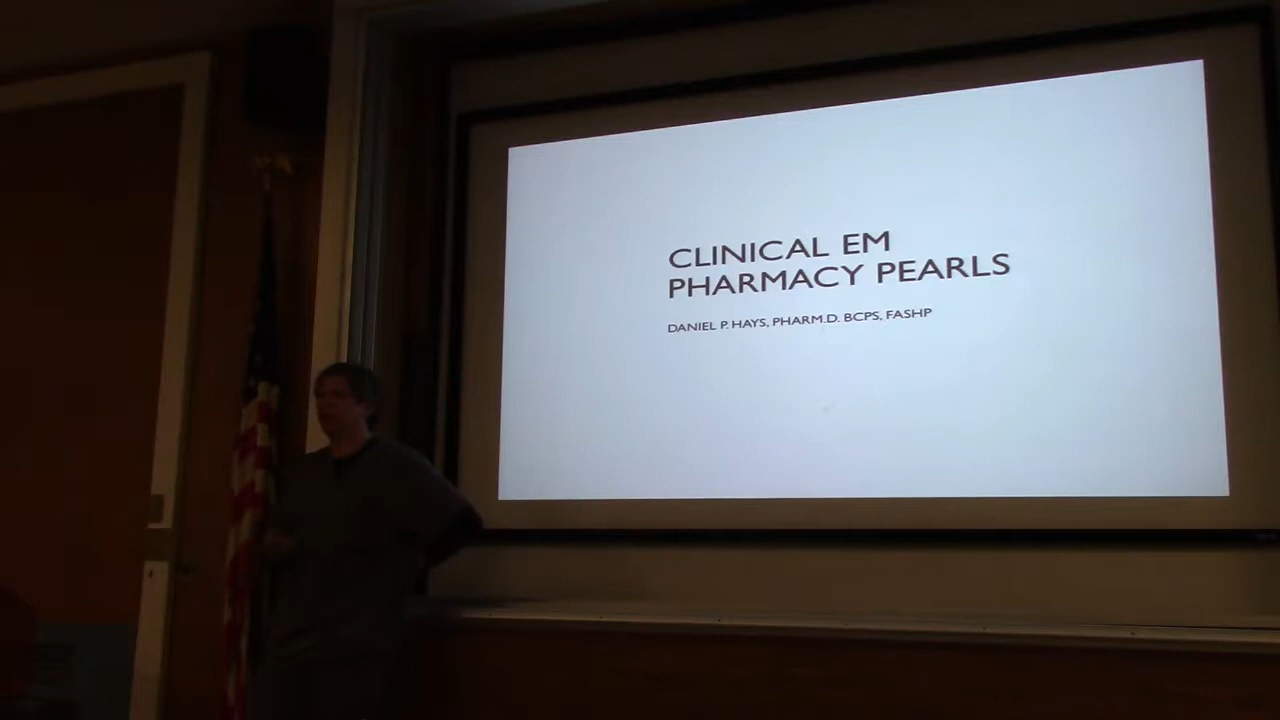 CLINICAL EM
PHARMACY PEARLS
DANIEL P. HAYS, PHARM.D. BCPS, FASHP